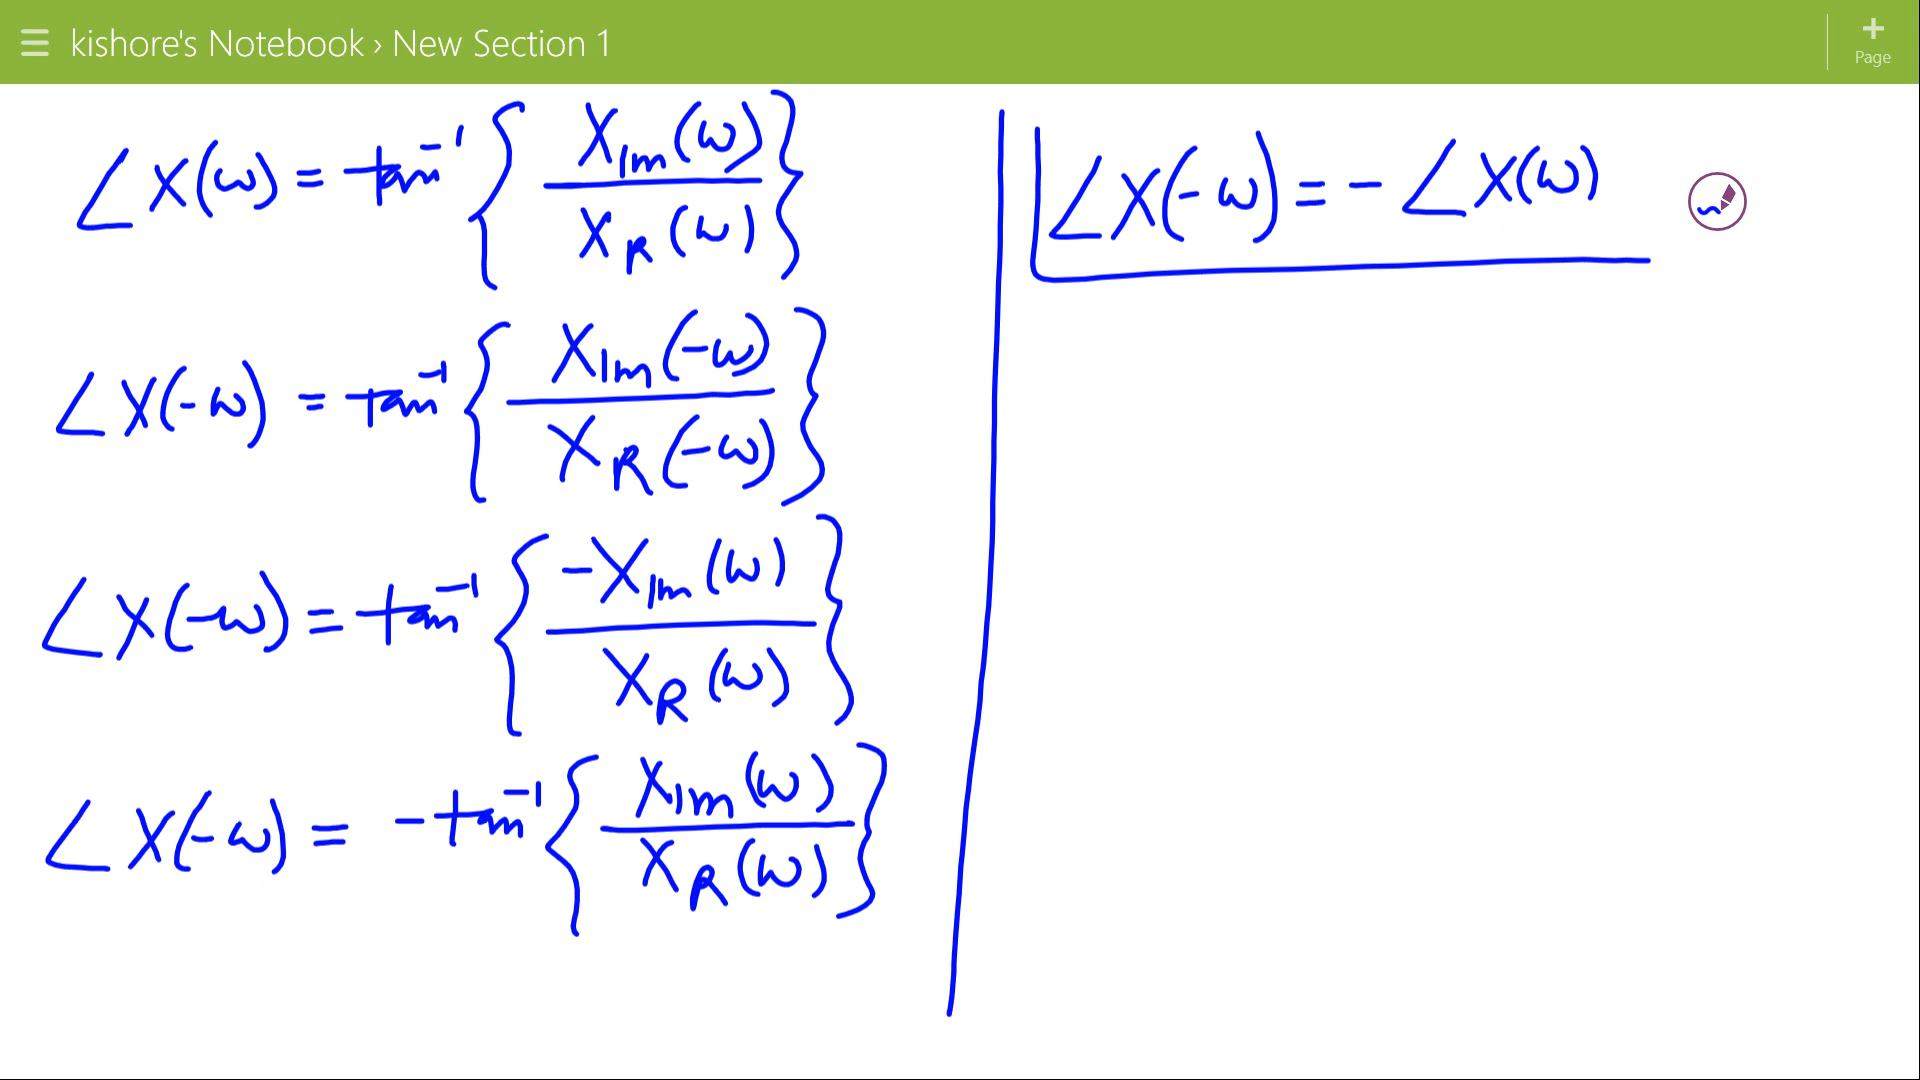 kishore's Notebook › New Section 1
Page
∠X(ω) = tan⁻¹ { X_Im(ω) / X_R(ω) }
∠X(-ω) = tan⁻¹ { X_Im(-ω) / X_R(-ω) }
∠X(-ω) = tan⁻¹ { -X_Im(ω) / X_R(ω) }
∠X(-ω) = -tan⁻¹ { X_Im(ω) / X_R(ω) }
∠X(-ω) = - ∠X(ω)